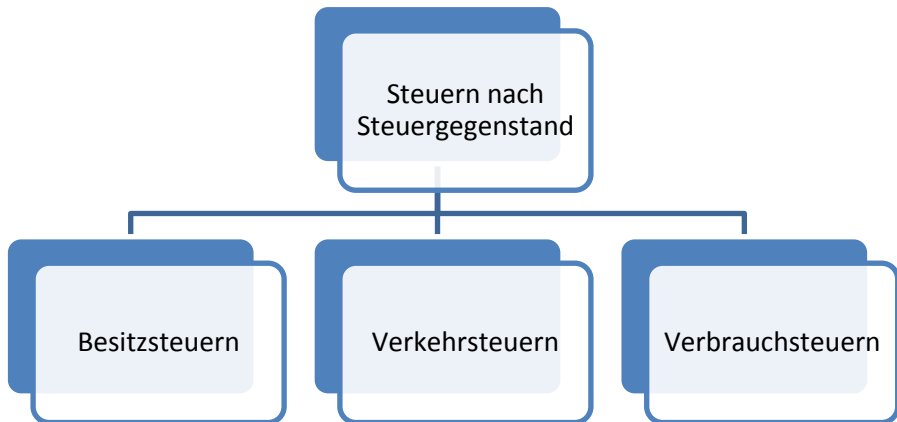 Steuern nach
Steuergegenstand
Besitzsteuern
Verkehrsteuern
Verbrauchsteuern